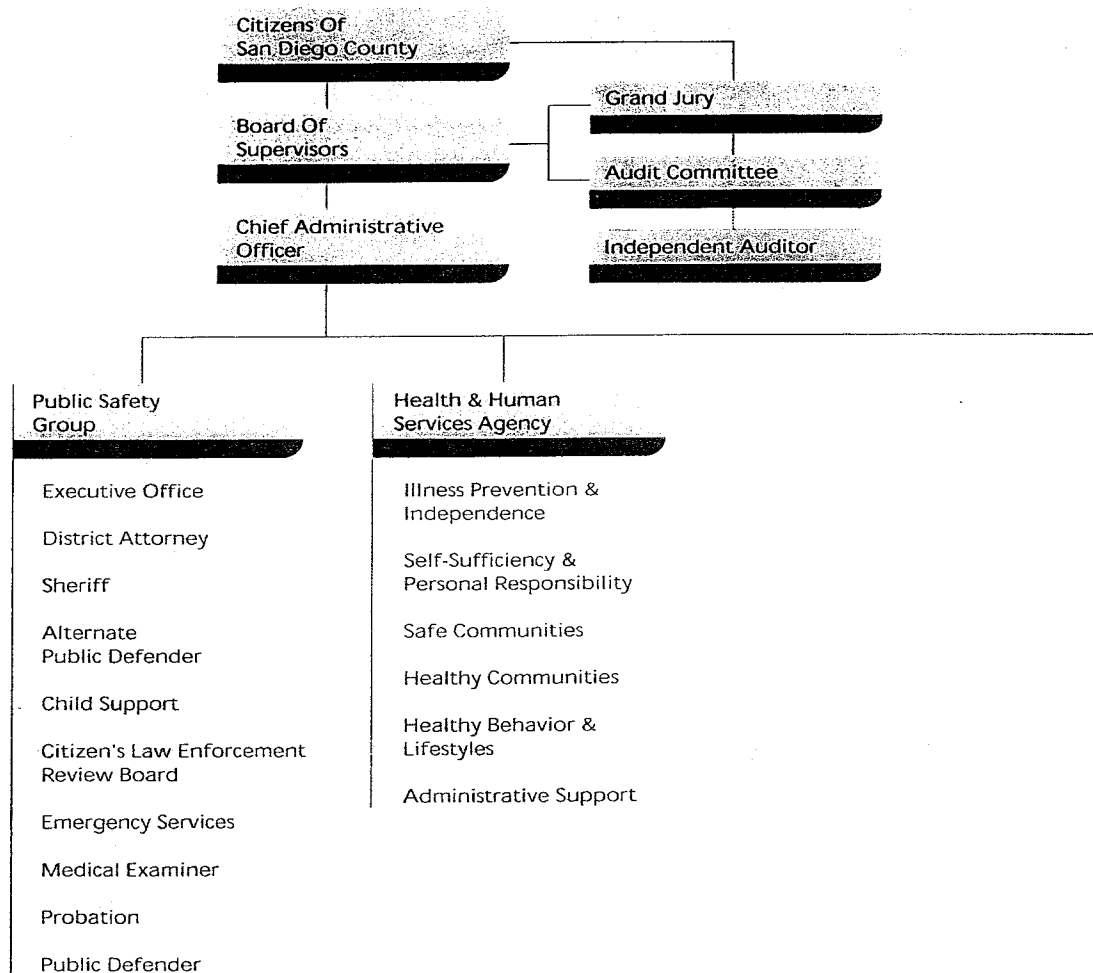 Citizens Of
San Diego County
Grand Jury
Board Of
Supervisors
Audit Committee
Chief Administrative
Officer
Independent Auditor
Public Safety
Group
Executive Office
District Attorney
Sheriff
Alternate
Public Defender
Child Support
Citizen's Law Enforcement
Review Board
Emergency Services
Medical Examiner
Probation
Public Defender
Health & Human
Services Agency
Illness Prevention &
Independence
Self-Sufficiency &
Personal Responsibility
Safe Communities
Healthy Communities
Healthy Behavior &
Lifestyles
Administrative Support